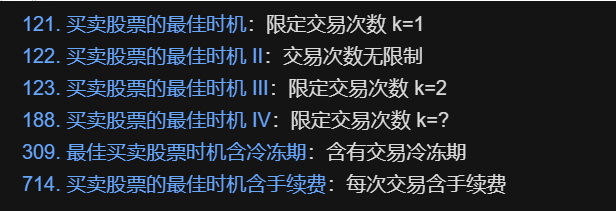 121. 买卖股票的最佳时机：限定交易次数 k=1
122. 买卖股票的最佳时机 II：交易次数无限制
123. 买卖股票的最佳时机 III：限定交易次数 k=2
188. 买卖股票的最佳时机 IV：限定交易次数 k=?
309. 最佳买卖股票时机含冷冻期：含有交易冷冻期
714. 买卖股票的最佳时机含手续费：每次交易含手续费